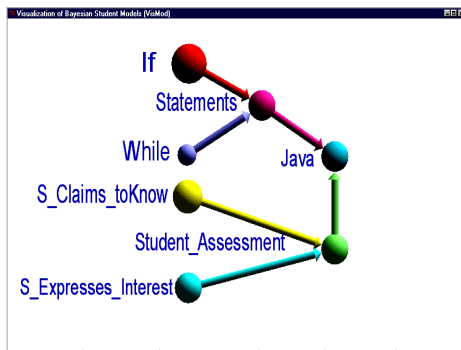 Visualization of Bayesian Student Models (VisMod)
If
Statements
While
Java
S_Claims_toKnow
Student_Assessment
S_Expresses_Interest